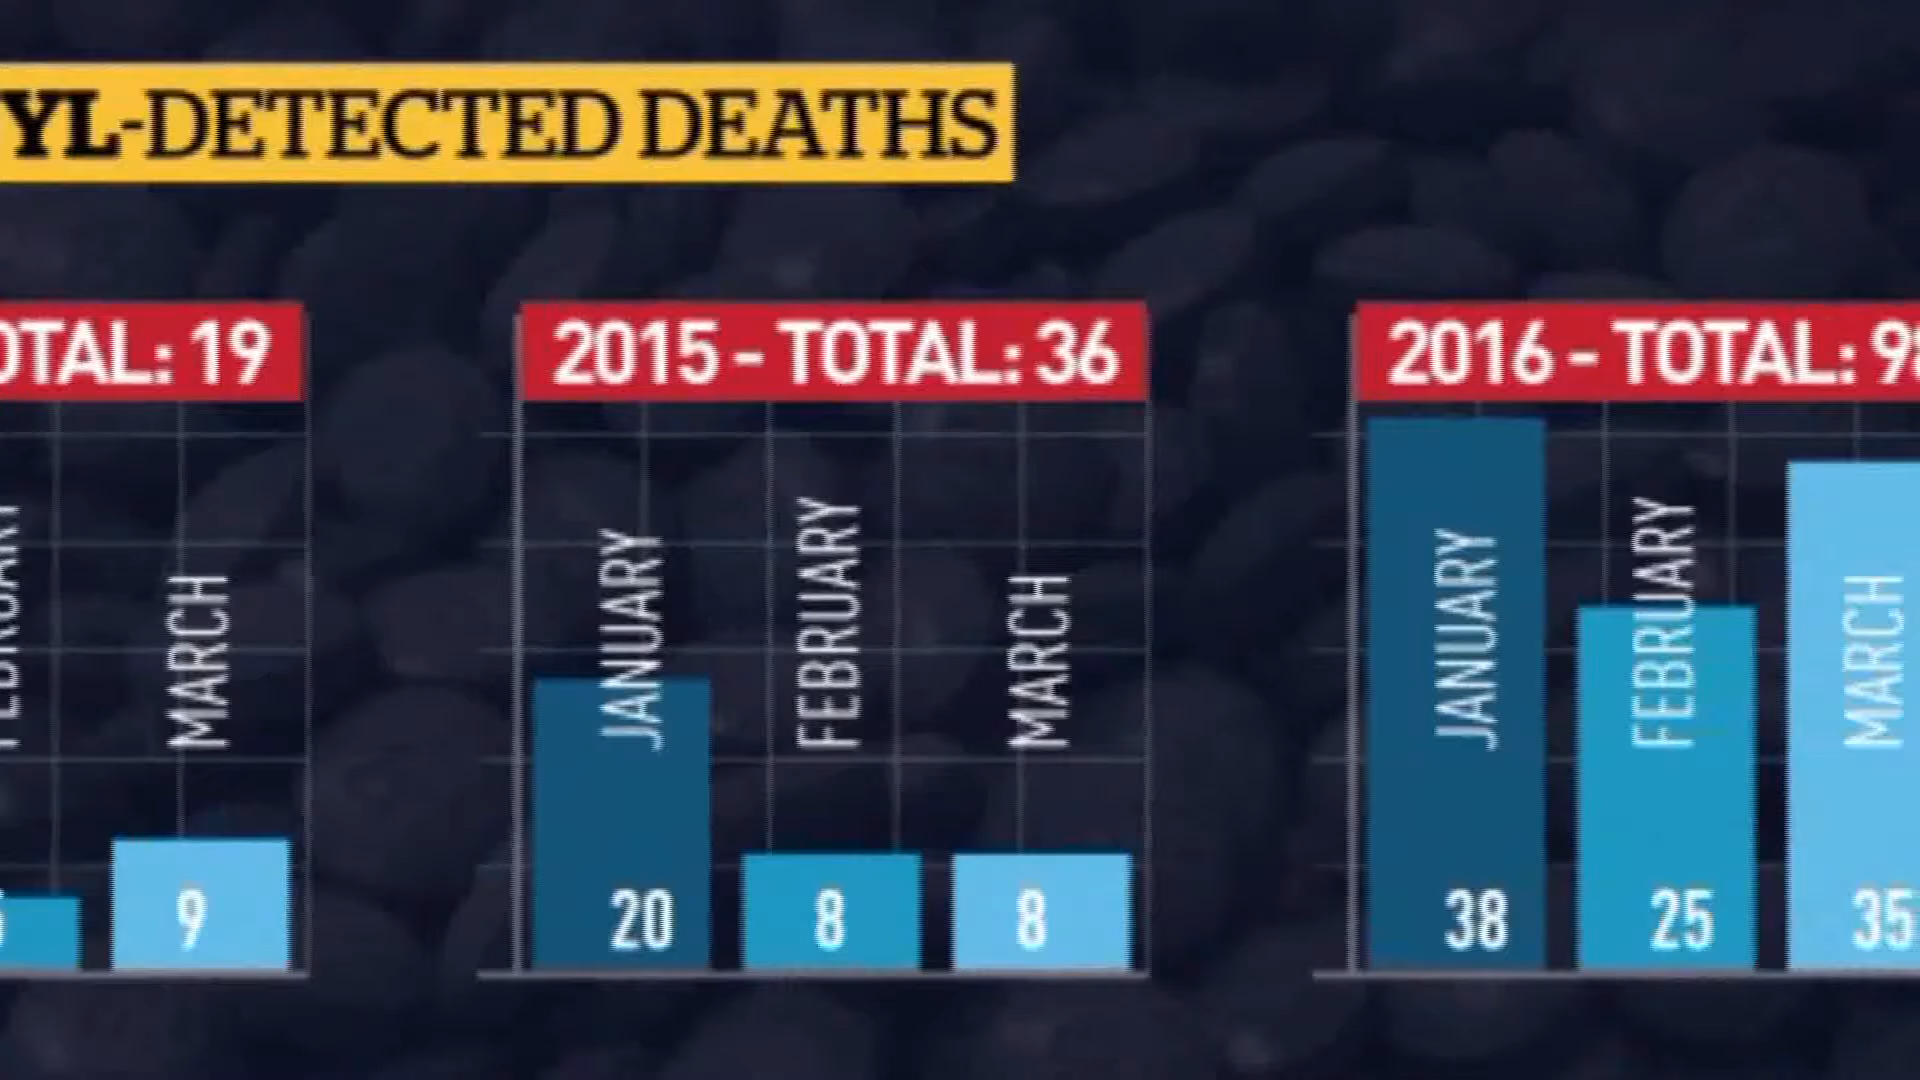 YL-DETECTED DEATHS
OTAL: 19
MARCH
9
2015 - TOTAL: 36
JANUARY
FEBRUARY
MARCH
20
8
8
2016 - TOTAL: 98
JANUARY
FEBRUARY
MARCH
38
25
35